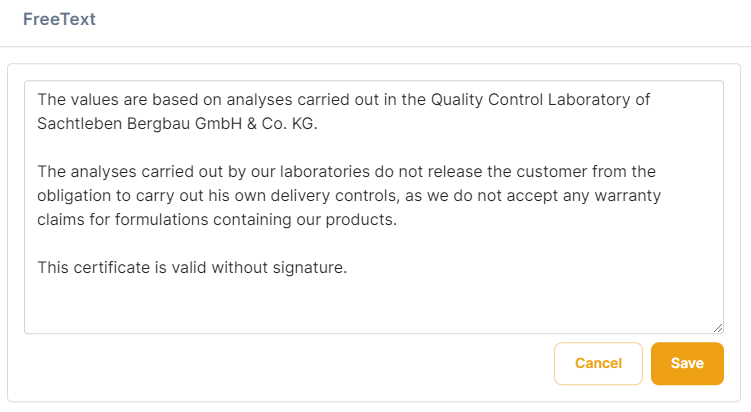 FreeText
The values are based on analyses carried out in the Quality Control Laboratory of
Sachtleben Bergbau GmbH & Co. KG.
The analyses carried out by our laboratories do not release the customer from the
obligation to carry out his own delivery controls, as we do not accept any warranty
claims for formulations containing our products.
This certificate is valid without signature.
Cancel Save